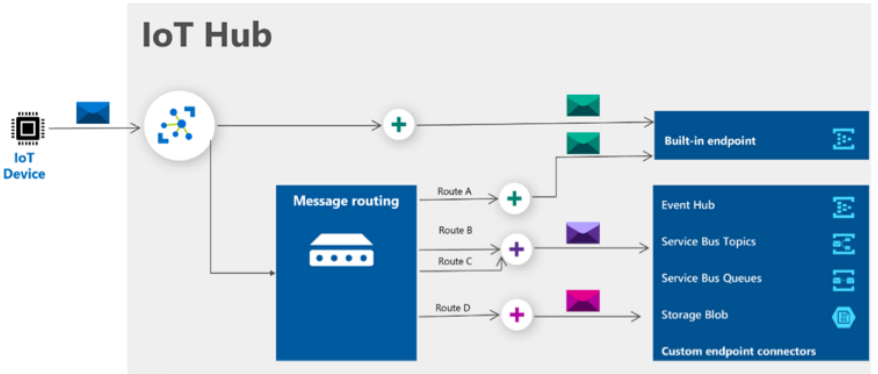 IoT Hub
IoT
Device
Built-in endpoint
Message routing
Route A
Route B
Route C
Route D
Event Hub
Service Bus Topics
Service Bus Queues
Storage Blob
Custom endpoint connectors